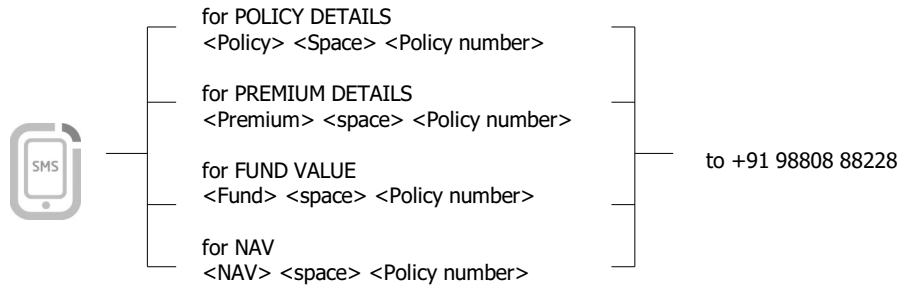 SMS
for POLICY DETAILS
<Policy> <Space> <Policy number>
for PREMIUM DETAILS
<Premium> <space> <Policy number>
for FUND VALUE
<Fund> <space> <Policy number>
for NAV
<NAV> <space> <Policy number>
to +91 98808 88228